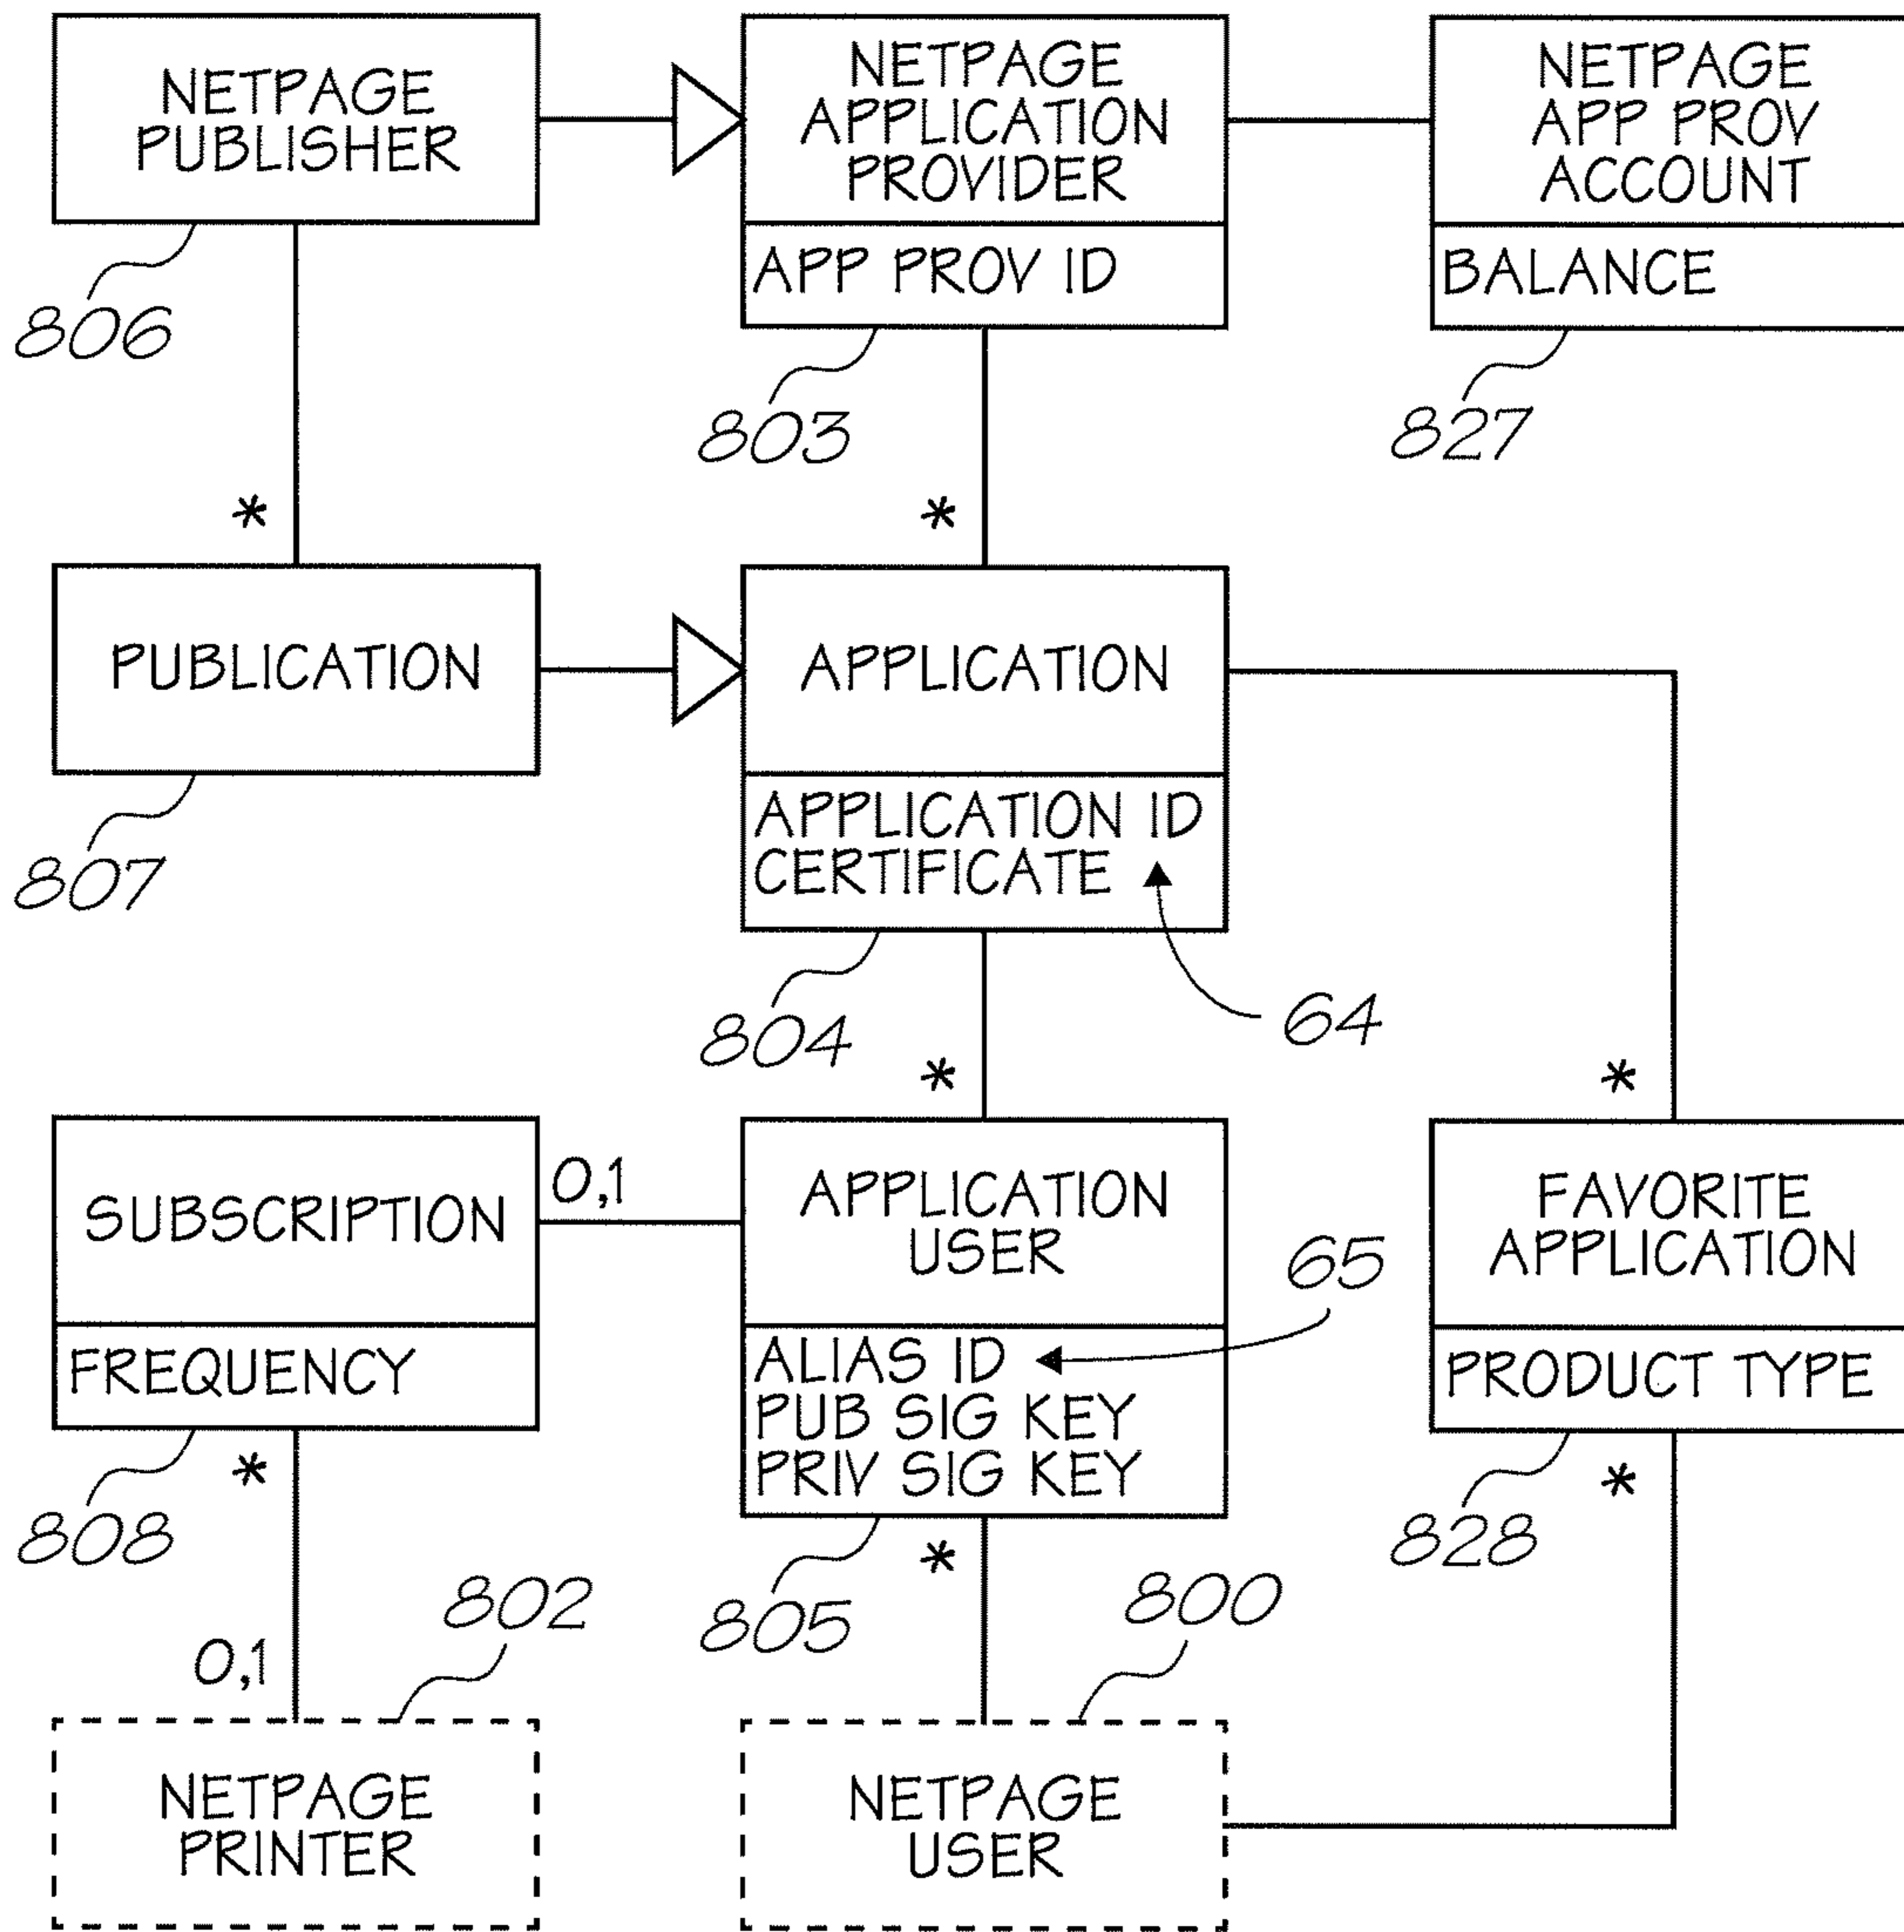 NETPAGE
PUBLISHER
806
NETPAGE
APPLICATION
PROVIDER
APP PROV ID
803
NETPAGE
APP PROV
ACCOUNT
BALANCE
827
*
*
PUBLICATION
807
APPLICATION
APPLICATION ID
CERTIFICATE
64
804
*
*
SUBSCRIPTION
FREQUENCY
0,1
808
*
APPLICATION
USER
ALIAS ID
PUB SIG KEY
PRIV SIG KEY
65
805
*
FAVORITE
APPLICATION
PRODUCT TYPE
828
*
802
0,1
NETPAGE
PRINTER
800
NETPAGE
USER